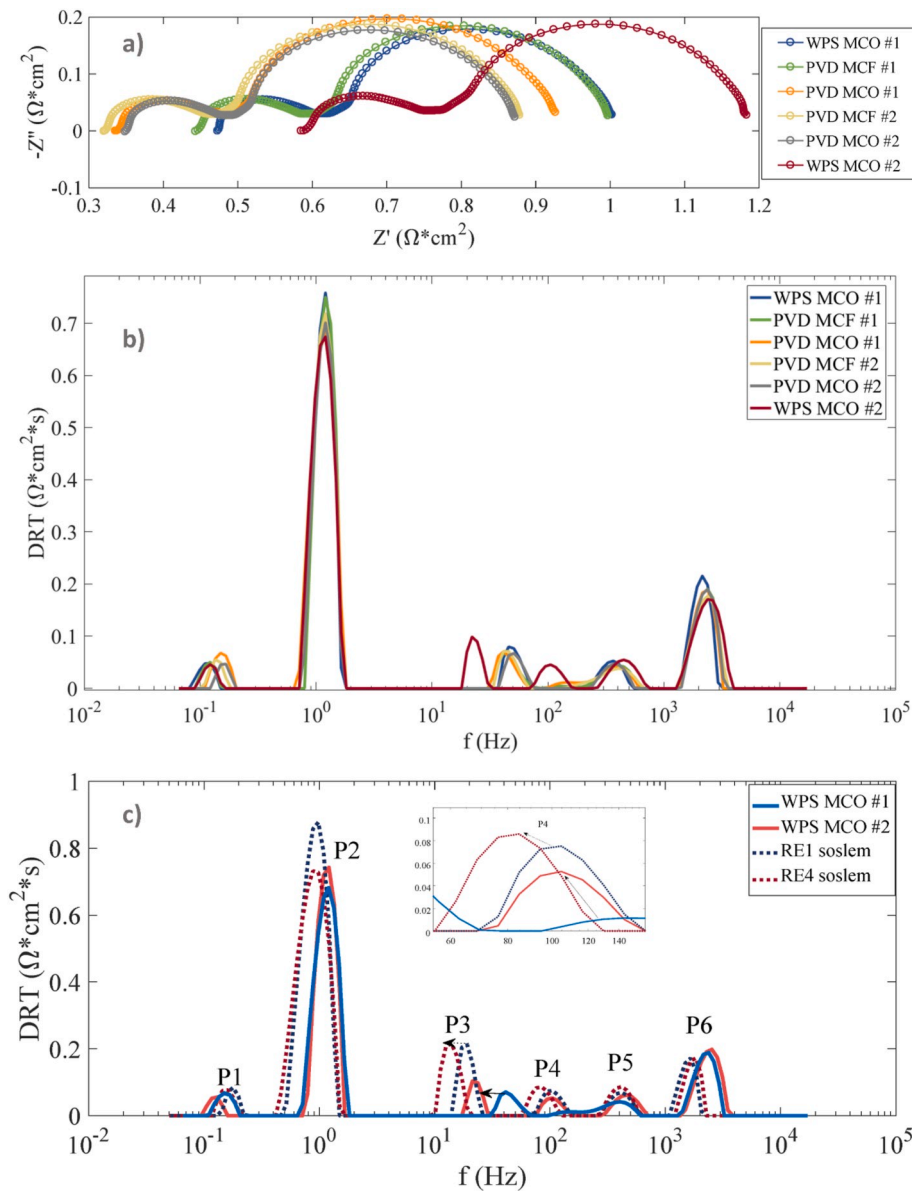 a)
0.2
0.1
0
-0.1
-Z'' (Ω*cm²)
0.3 0.4 0.5 0.6 0.7 0.8 0.9 1 1.1 1.2
Z' (Ω*cm²)
WPS MCO #1
PVD MCF #1
PVD MCO #1
PVD MCF #2
PVD MCO #2
WPS MCO #2
b)
0.7
0.6
0.5
0.4
0.3
0.2
0.1
0
DRT (Ω*cm²*s)
10⁻² 10⁻¹ 10⁰ 10¹ 10² 10³ 10⁴ 10⁵
f (Hz)
WPS MCO #1
PVD MCF #1
PVD MCO #1
PVD MCF #2
PVD MCO #2
WPS MCO #2
c)
1
0.8
0.6
0.4
0.2
0
DRT (Ω*cm²*s)
P1
P2
P3
P4
P5
P6
P4
0.1
0.08
0.06
0.04
0.02
0
60 80 100 120 140
WPS MCO #1
WPS MCO #2
RE1 soslem
RE4 soslem
10⁻² 10⁻¹ 10⁰ 10¹ 10² 10³ 10⁴ 10⁵
f (Hz)